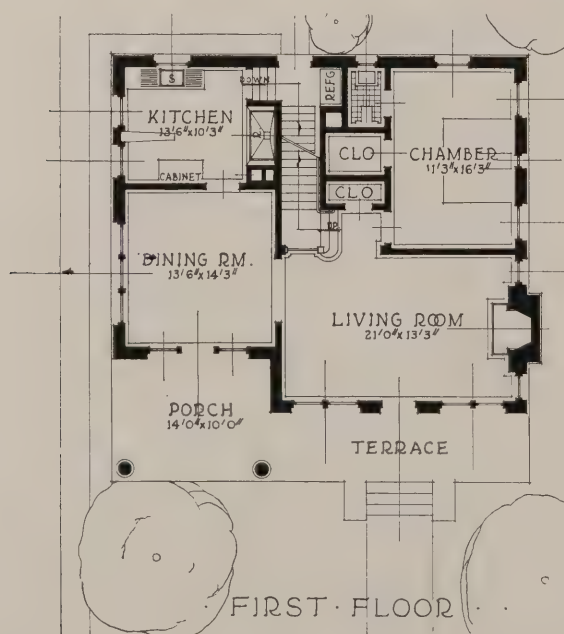 DOWN
REFG
S
KITCHEN
13'6"x10'3"
CLO
CHAMBER
11'3"x16'3"
CABINET
CLO
UP
DINING RM.
13'6"x14'3"
LIVING ROOM
21'0"x13'3"
PORCH
14'0"x10'0"
TERRACE
· FIRST · FLOOR ·